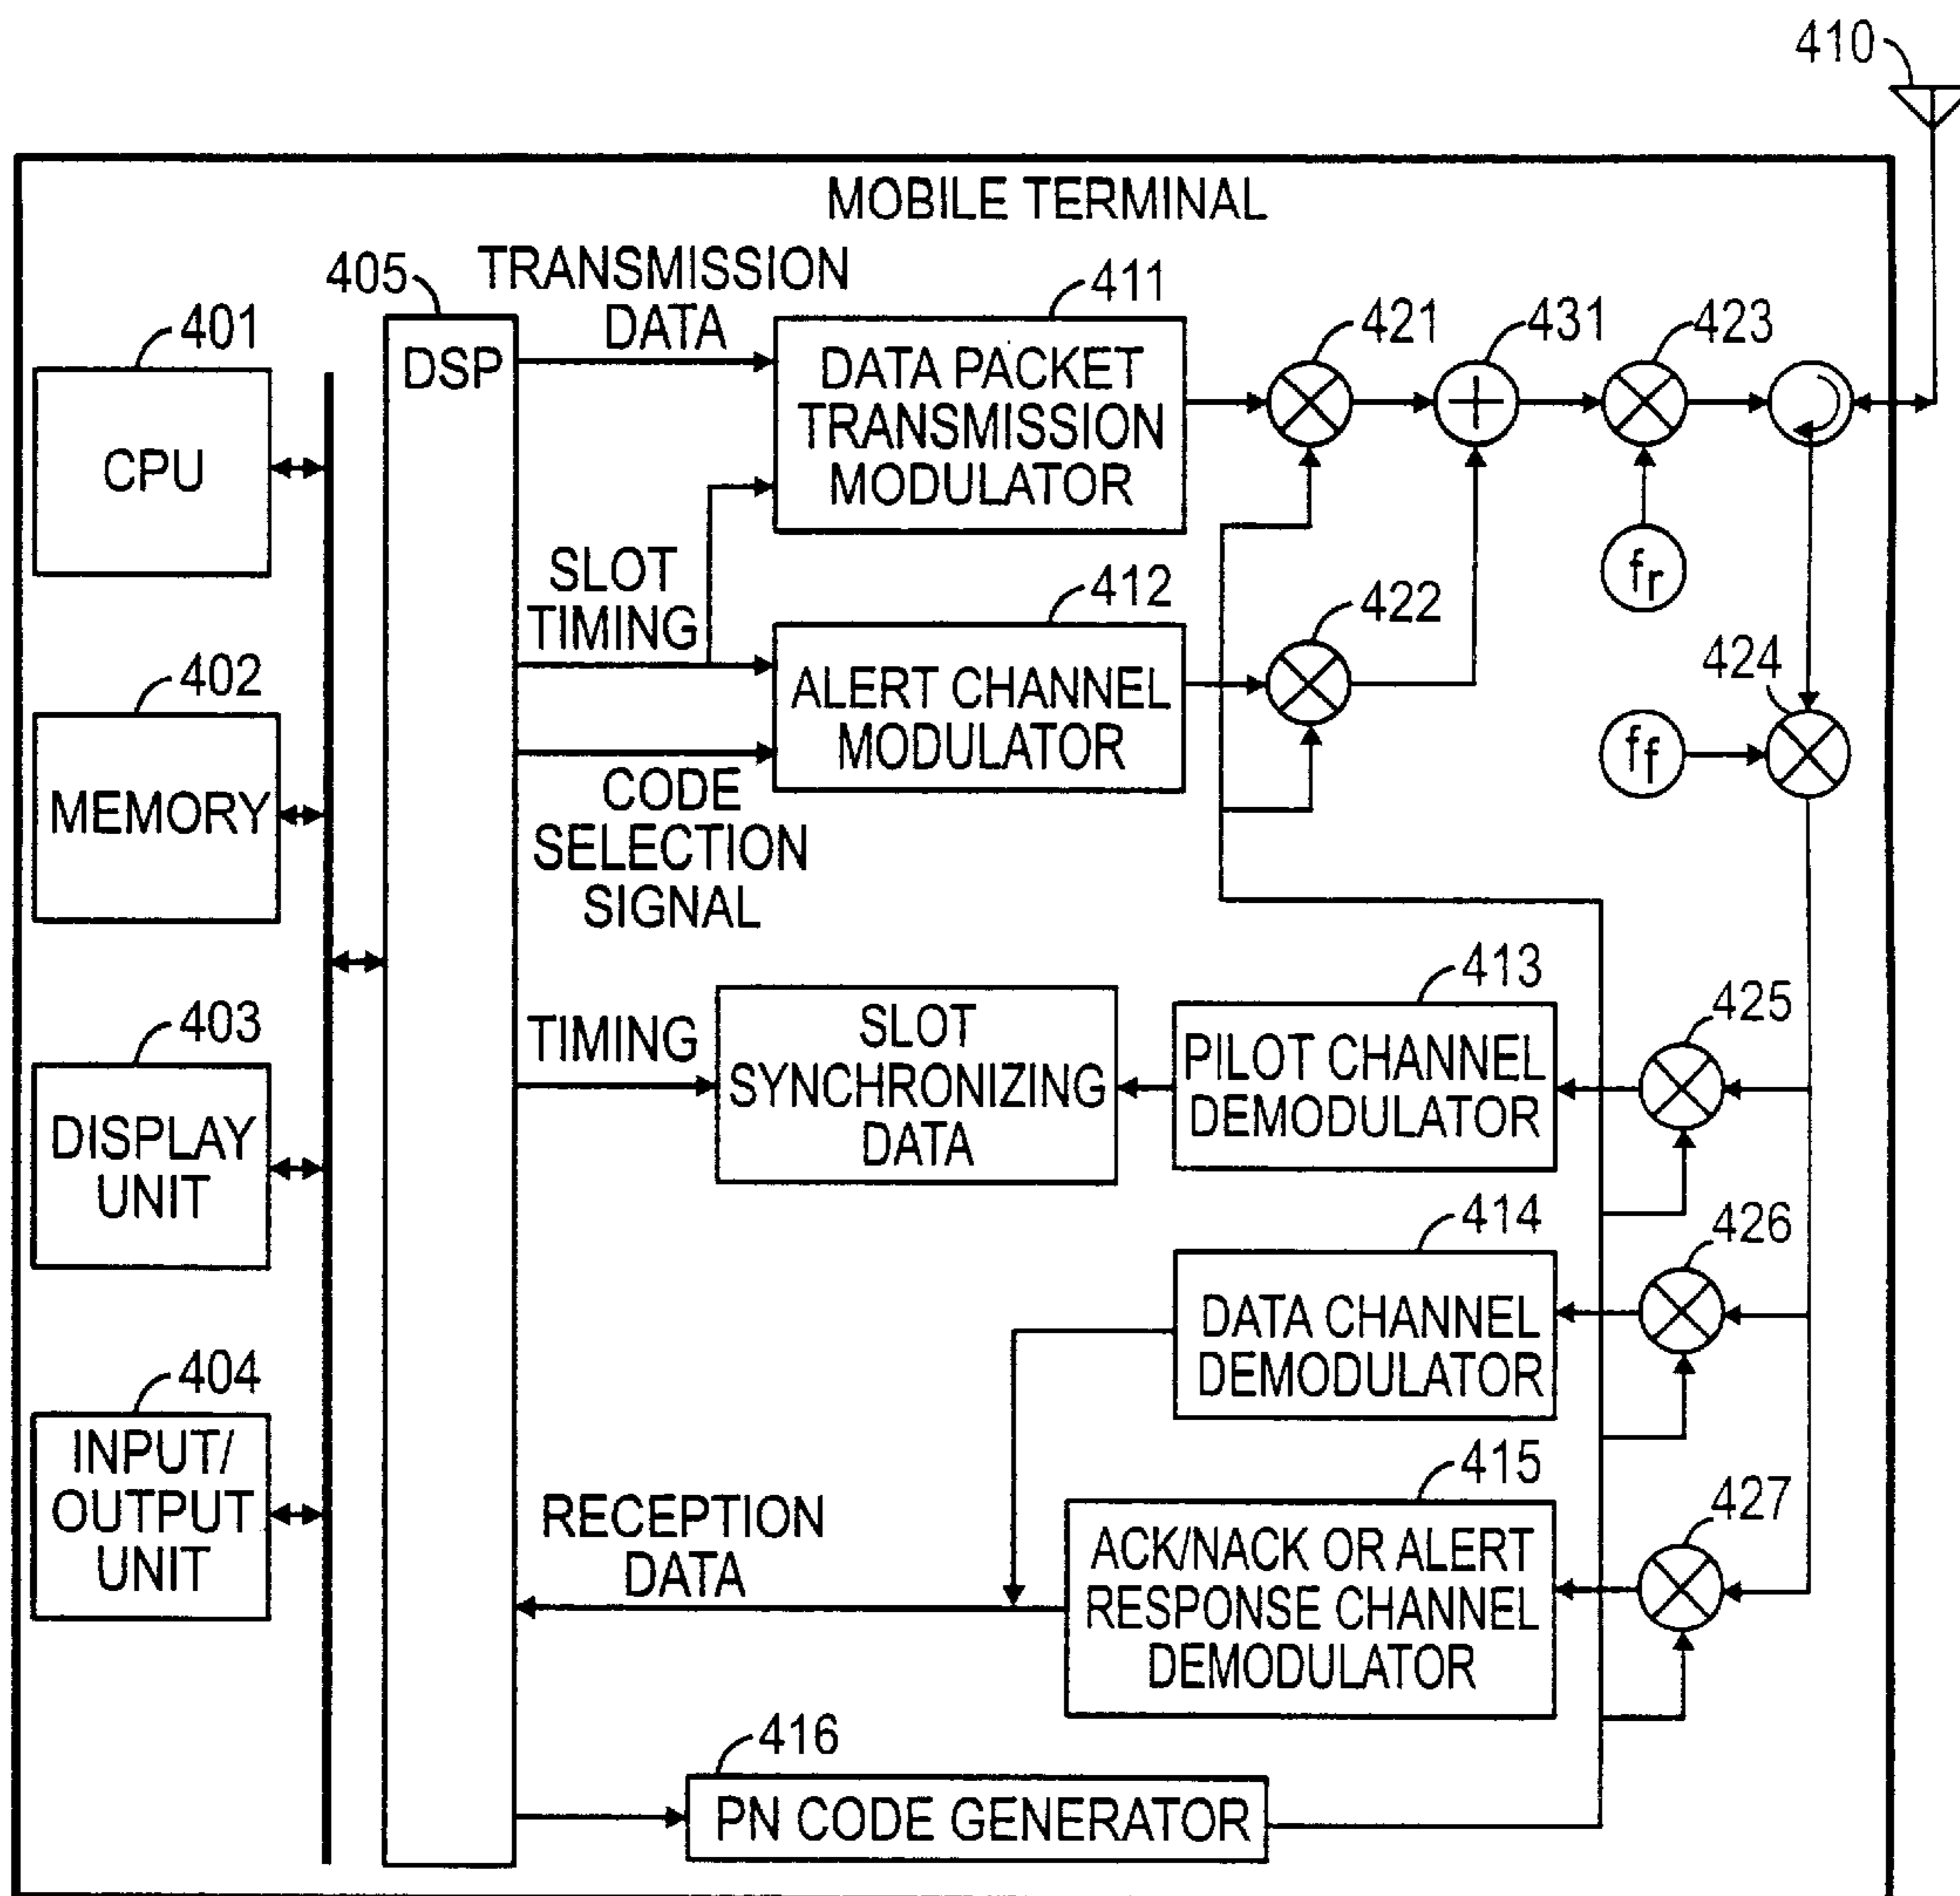 410
MOBILE TERMINAL
405
TRANSMISSION
DATA
411
421
431
423
401
CPU
DSP
DATA PACKET
TRANSMISSION
MODULATOR
fr
SLOT
TIMING
412
422
424
402
MEMORY
ALERT CHANNEL
MODULATOR
ff
CODE
SELECTION
SIGNAL
413
425
403
DISPLAY
UNIT
TIMING
SLOT
SYNCHRONIZING
DATA
PILOT CHANNEL
DEMODULATOR
414
426
DATA CHANNEL
DEMODULATOR
404
INPUT/
OUTPUT
UNIT
415
427
RECEPTION
DATA
ACK/NACK OR ALERT
RESPONSE CHANNEL
DEMODULATOR
416
PN CODE GENERATOR